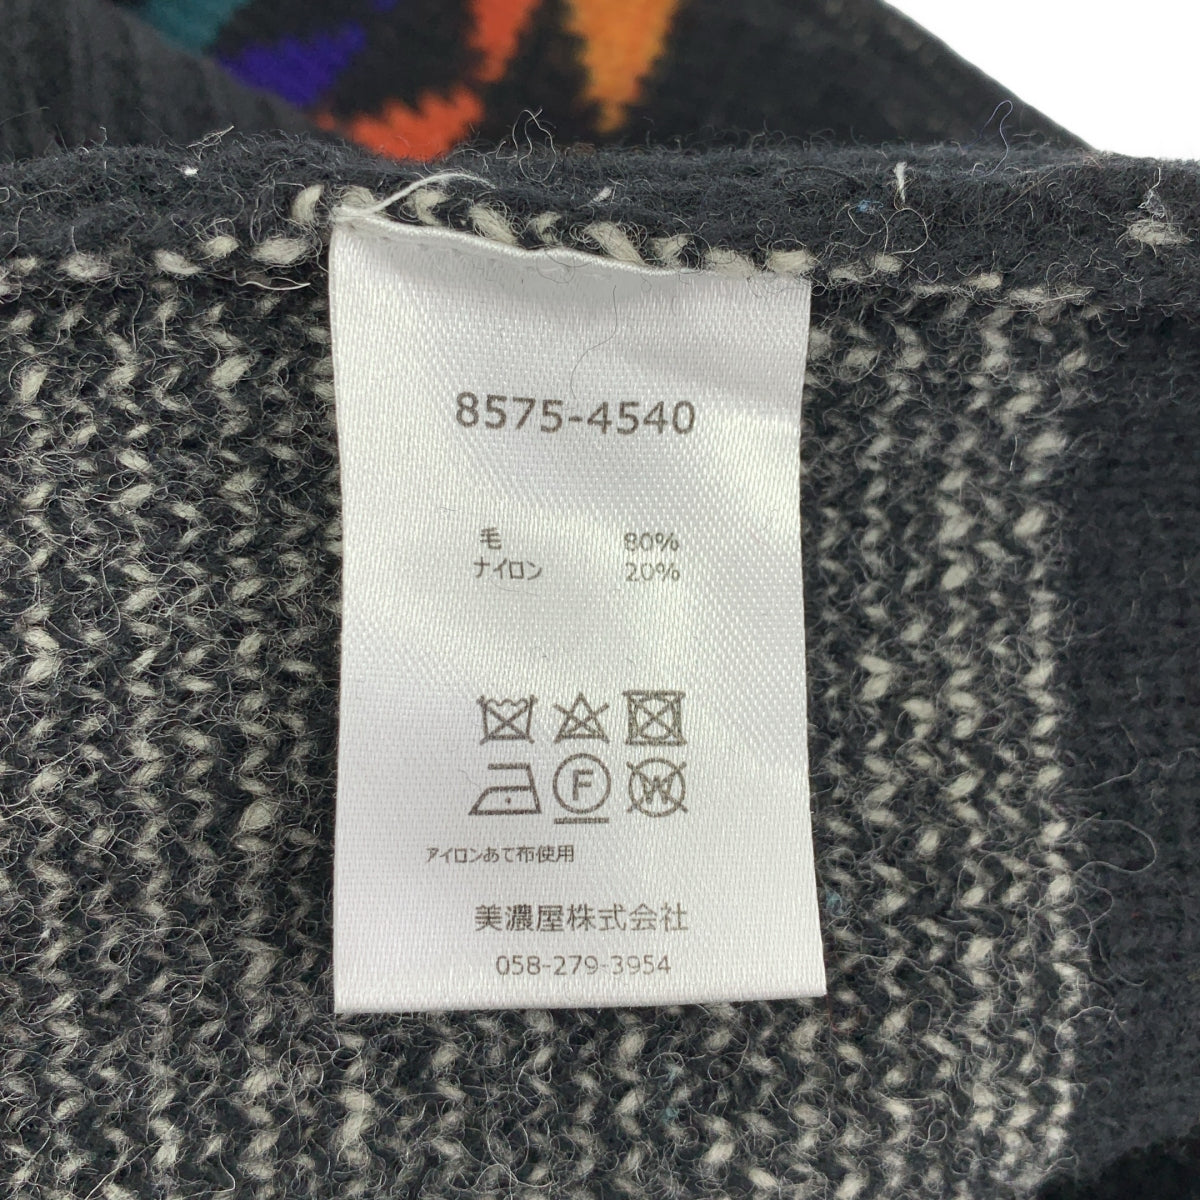 8575-4540
毛 80%
ナイロン 20%
F W
アイロンあて布使用
美濃屋株式会社
058-279-3954